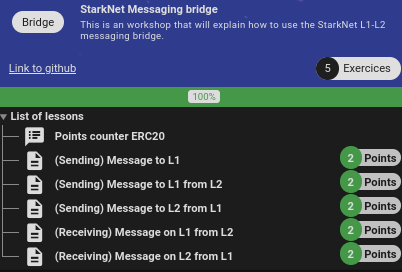 StarkNet Messaging bridge
Bridge
This is an workshop that will explain how to use the StarkNet L1-L2
messaging bridge.
Link to github
5 Exercices
100%
List of lessons
Points counter ERC20
(Sending) Message to L1
2 Points
(Sending) Message to L1 from L2
2 Points
(Sending) Message to L2 from L1
2 Points
(Receiving) Message on L1 from L2
2 Points
(Receiving) Message on L2 from L1
2 Points